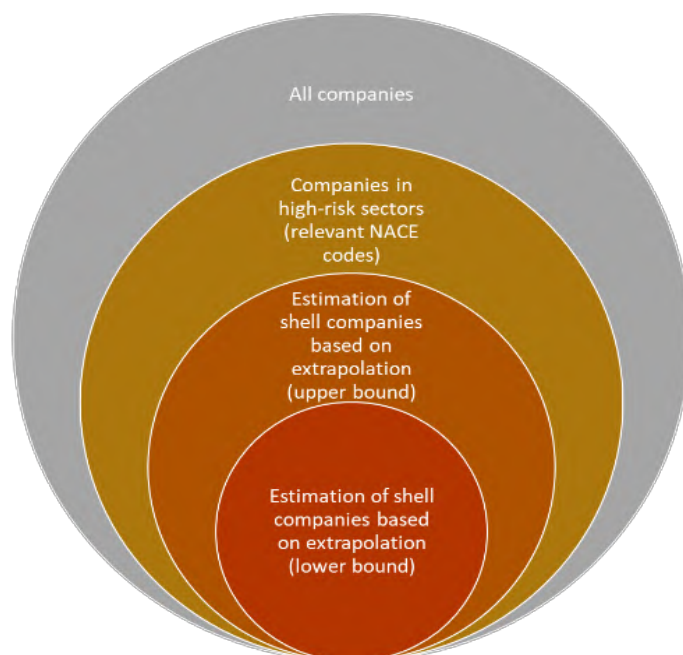 All companies
Companies in
high-risk sectors
(relevant NACE
codes)
Estimation of
shell companies
based on
extrapolation
(upper bound)
Estimation of shell
companies based
on extrapolation
(lower bound)